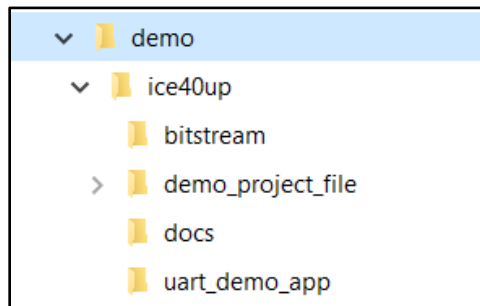 demo
ice40up
bitstream
demo_project_file
docs
uart_demo_app